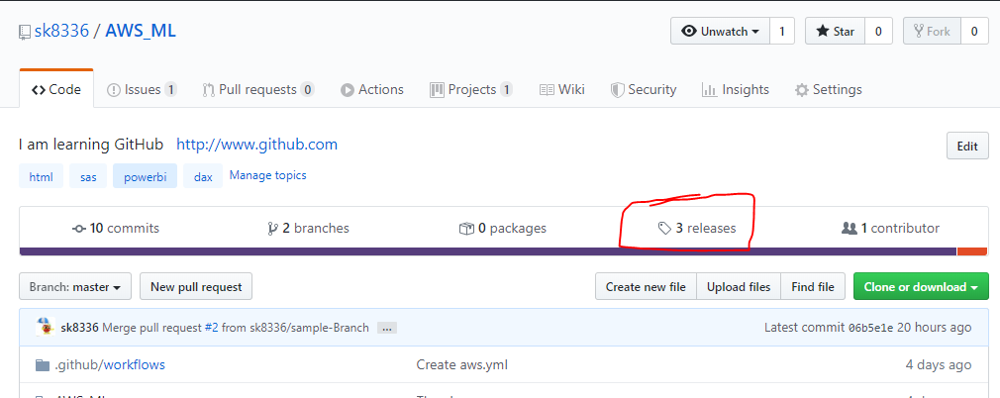 sk8336 / AWS_ML
Unwatch 1 Star 0 Fork 0
Code Issues 1 Pull requests 0 Actions Projects 1 Wiki Security Insights Settings
I am learning GitHub http://www.github.com Edit
html sas powerbi dax Manage topics
10 commits 2 branches 0 packages 3 releases 1 contributor
Branch: master New pull request Create new file Upload files Find file Clone or download
sk8336 Merge pull request #2 from sk8336/sample-Branch ... Latest commit 06b5e1e 20 hours ago
.github/workflows Create aws.yml 4 days ago